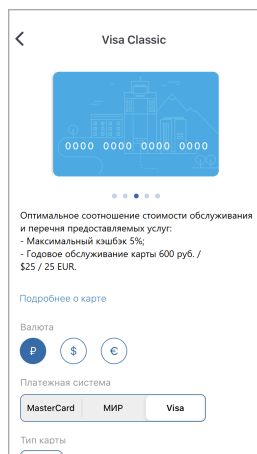 Visa Classic
0000 0000 0000 0000
Оптимальное соотношение стоимости обслуживания
и перечня предоставляемых услуг:
- Максимальный кэшбэк 5%;
- Годовое обслуживание карты 600 руб. /
$25 / 25 EUR.
Подробнее о карте
Валюта
₽ $ €
Платежная система
MasterCard МИР Visa
Тип карты